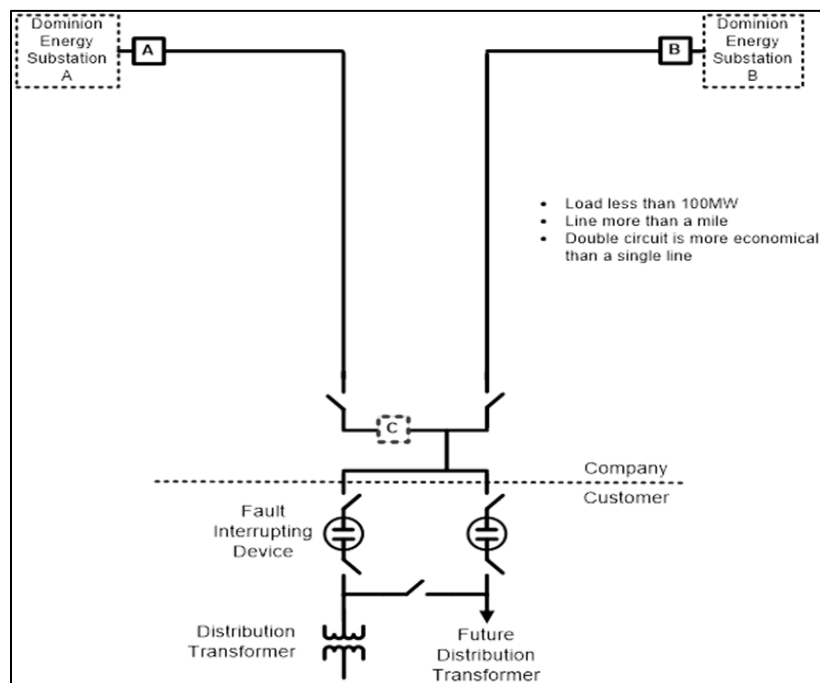 Dominion
Energy
Substation
A
A
B
Dominion
Energy
Substation
B
• Load less than 100MW
• Line more than a mile
• Double circuit is more economical
than a single line
C
Company
Customer
Fault
Interrupting
Device
Distribution
Transformer
Future
Distribution
Transformer